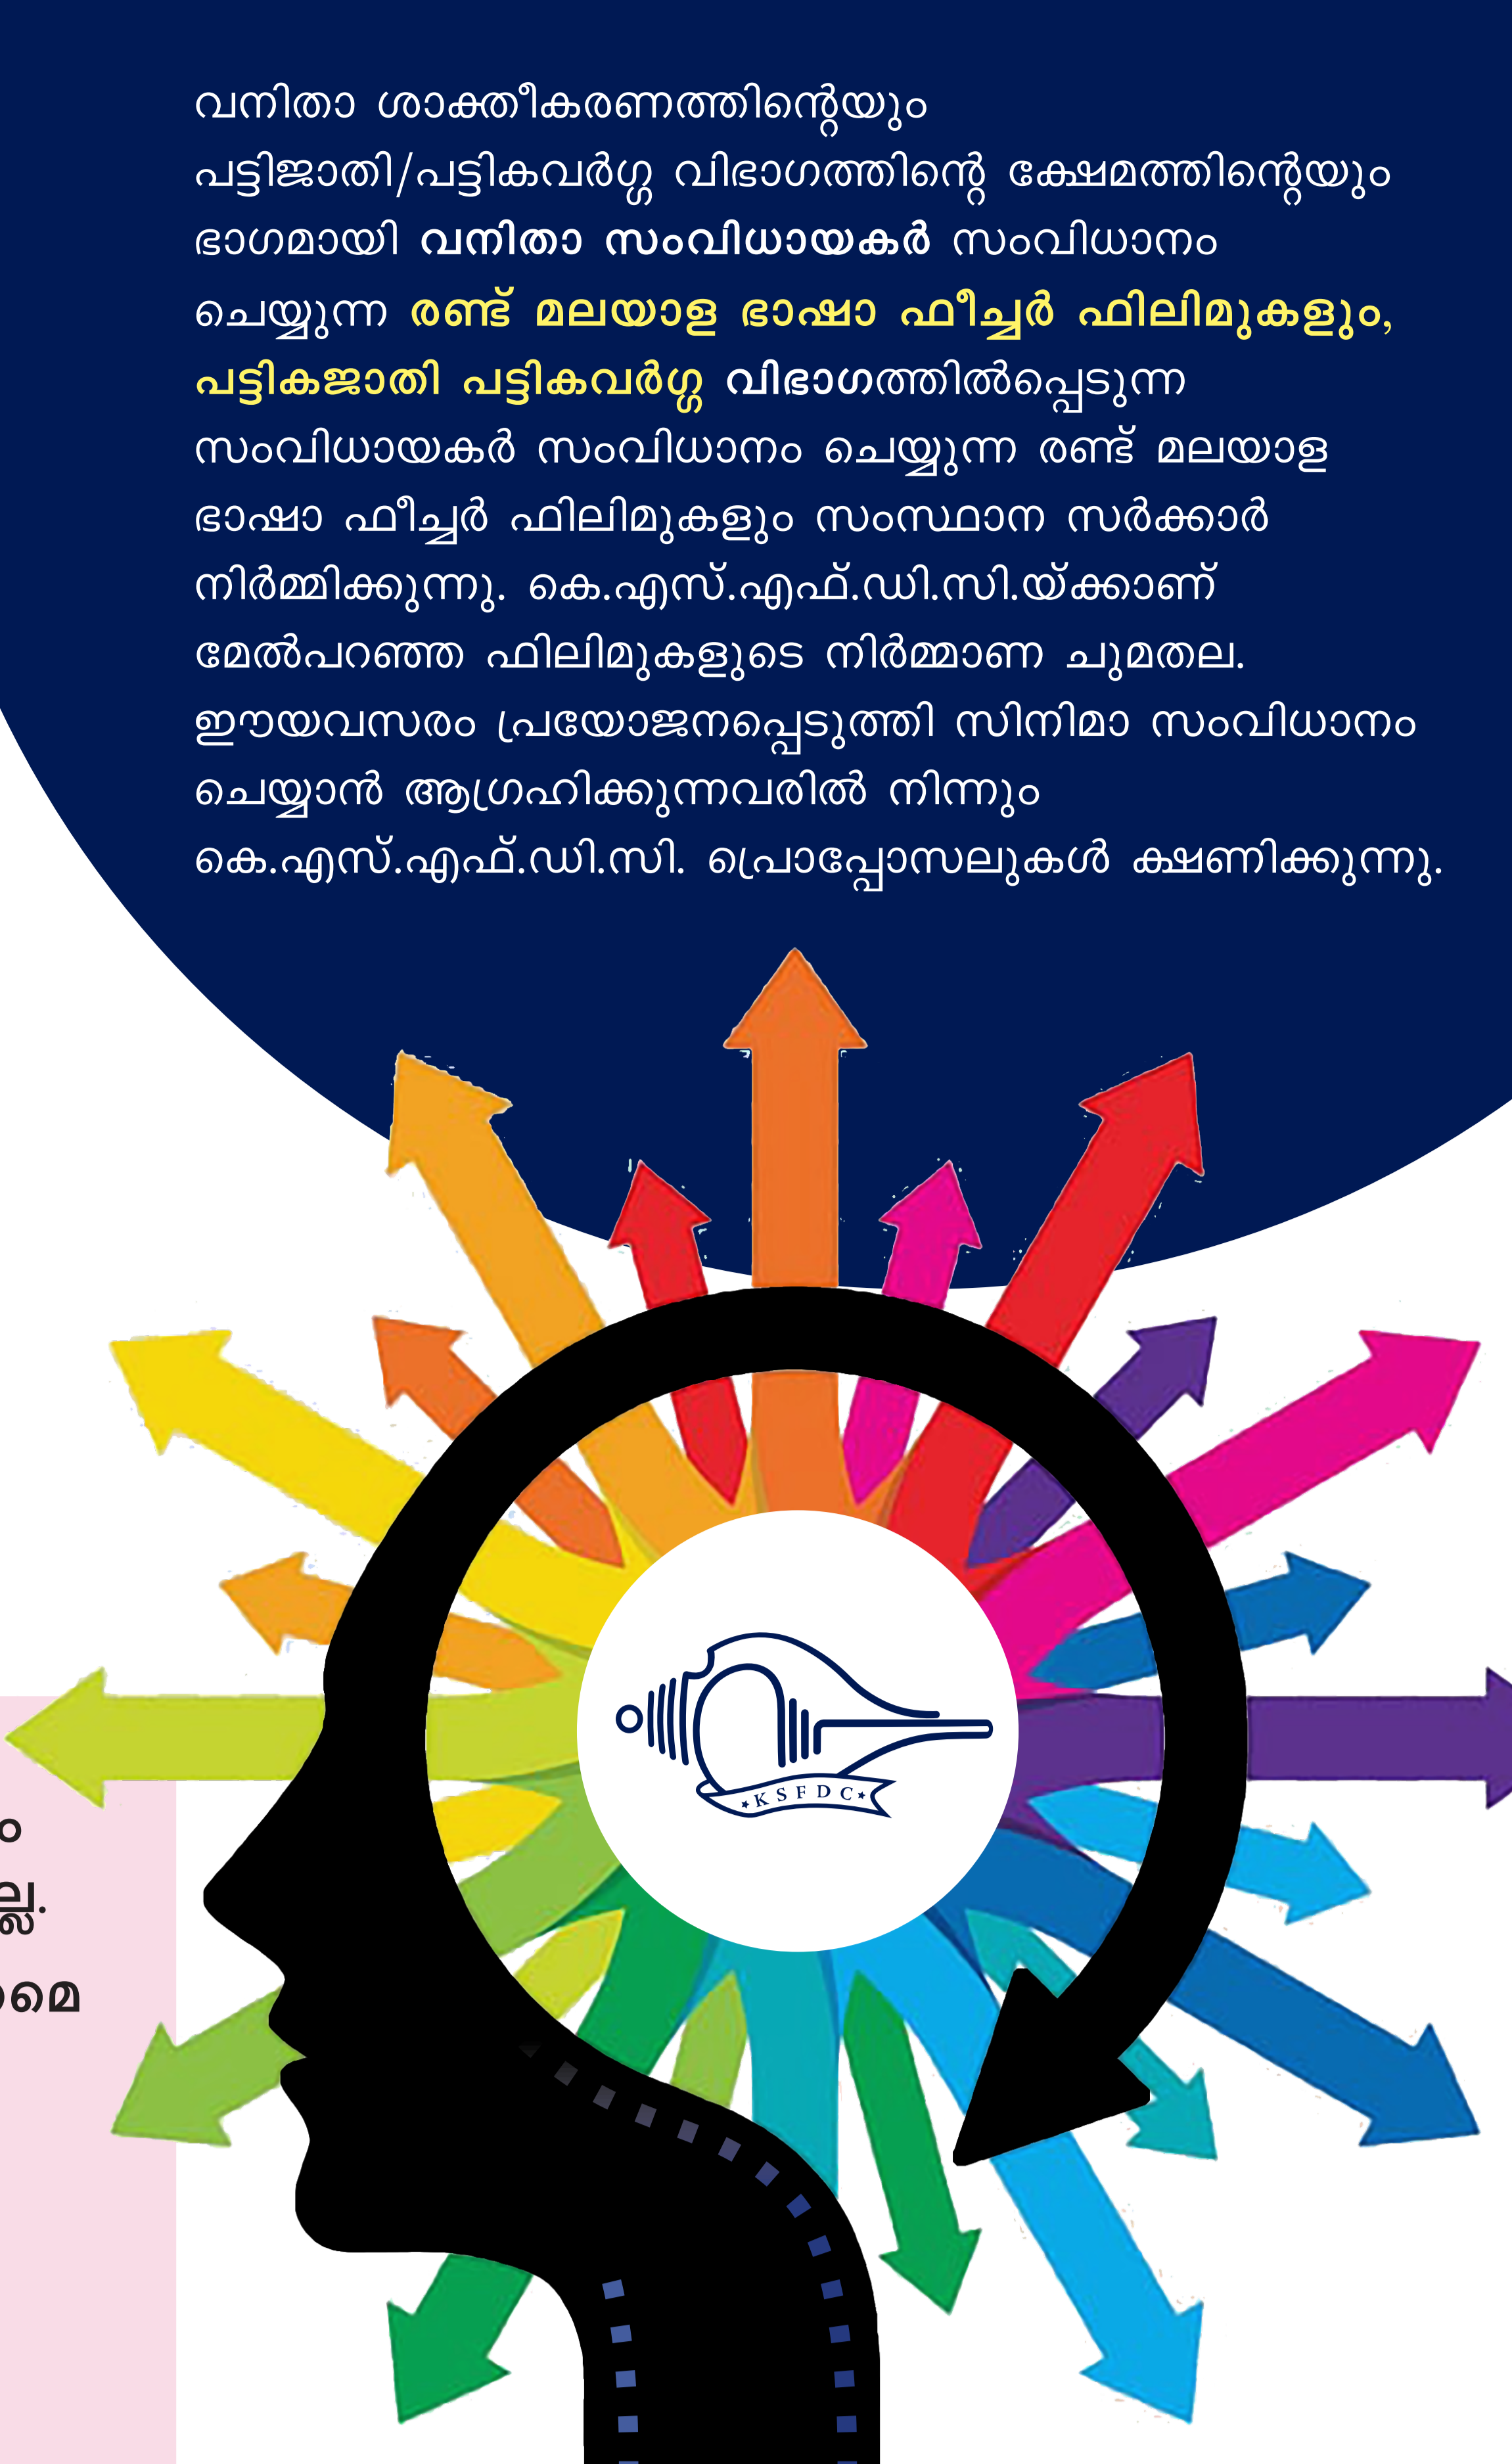 വനിതാ ശാക്തീകരണത്തിന്റെയും
പട്ടിജാതി/പട്ടികവർഗ്ഗ വിഭാഗത്തിന്റെ ക്ഷേമത്തിന്റെയും
ഭാഗമായി വനിതാ സംവിധായകർ സംവിധാനം
ചെയ്യുന്ന രണ്ട് മലയാള ഭാഷാ ഫീച്ചർ ഫിലിമുകളും,
പട്ടികജാതി പട്ടികവർഗ്ഗ വിഭാഗത്തിൽപ്പെടുന്ന
സംവിധായകർ സംവിധാനം ചെയ്യുന്ന രണ്ട് മലയാള
ഭാഷാ ഫീച്ചർ ഫിലിമുകളും സംസ്ഥാന സർക്കാർ
നിർമ്മിക്കുന്നു. കെ.എസ്.എഫ്.ഡി.സി.യ്ക്കാണ്
മേൽപറഞ്ഞ ഫിലിമുകളുടെ നിർമ്മാണ ചുമതല.
ഈയവസരം പ്രയോജനപ്പെടുത്തി സിനിമാ സംവിധാനം
ചെയ്യാൻ ആഗ്രഹിക്കുന്നവരിൽ നിന്നും
കെ.എസ്.എഫ്.ഡി.സി. പ്രൊപ്പോസലുകൾ ക്ഷണിക്കുന്നു.
KSFDC